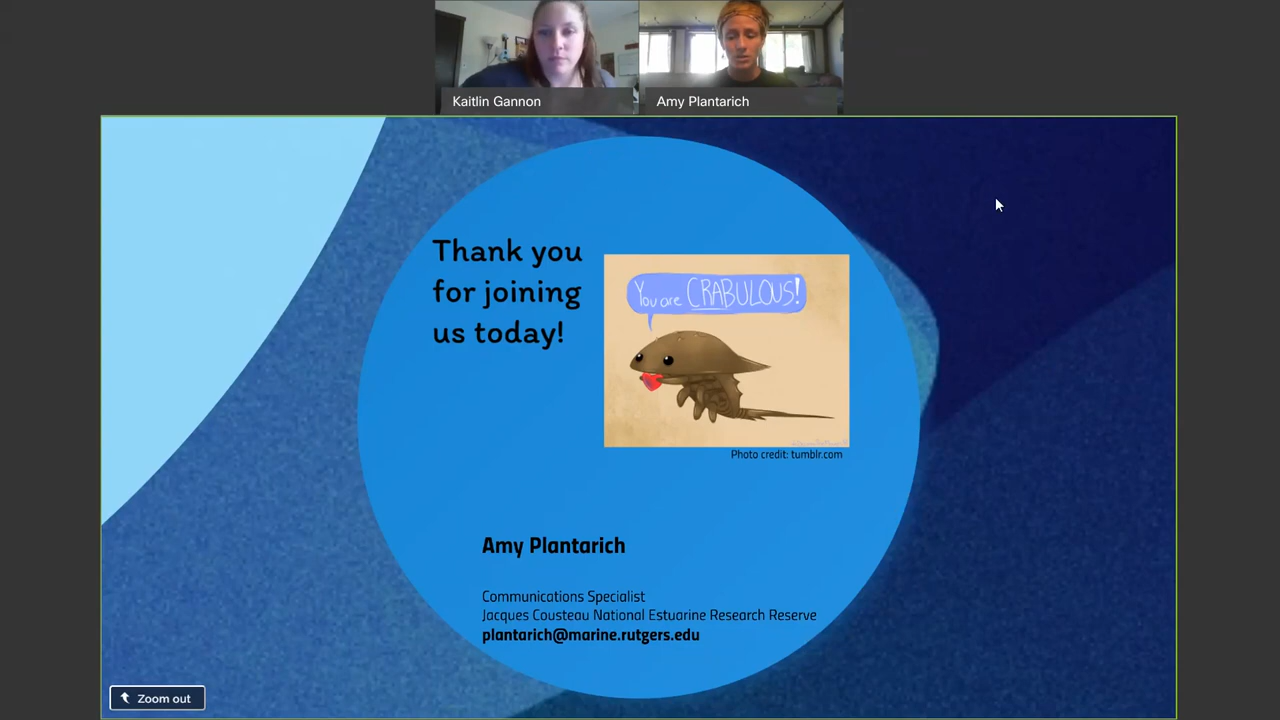 Kaitlin Gannon
Amy Plantarich
Thank you
for joining
us today!
You are CRABULOUS!
Photo credit: tumblr.com
Amy Plantarich
Communications Specialist
Jacques Cousteau National Estuarine Research Reserve
plantarich@marine.rutgers.edu
Zoom out